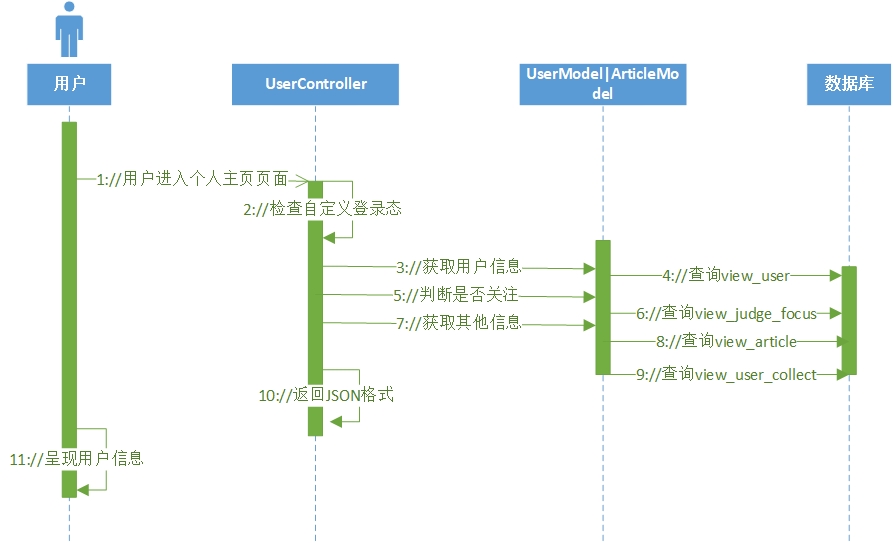 用户
UserController
UserModel|ArticleMo
del
数据库
1://用户进入个人主页页面
2://检查自定义登录态
3://获取用户信息
4://查询view_user
5://判断是否关注
6://查询view_judge_focus
7://获取其他信息
8://查询view_article
9://查询view_user_collect
10://返回JSON格式
11://呈现用户信息